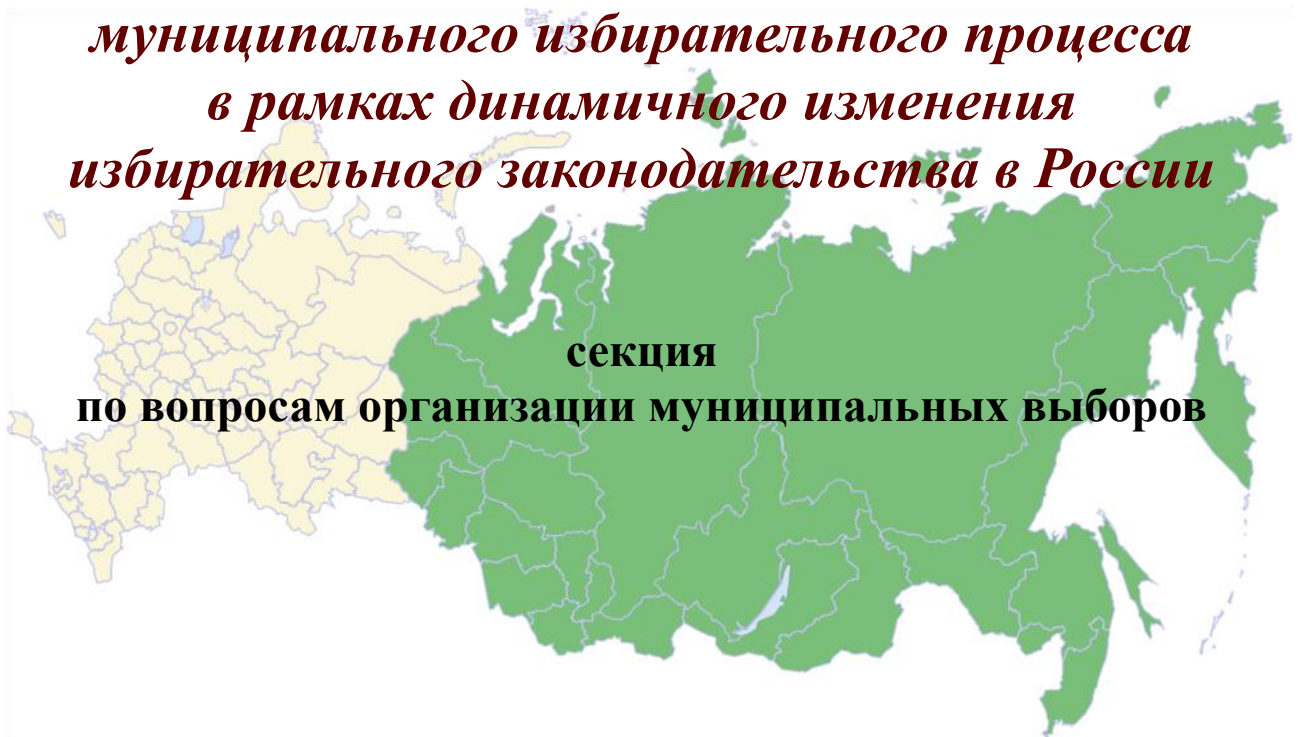 муниципального избирательного процесса
в рамках динамичного изменения
избирательного законодательства в России
секция
по вопросам организации муниципальных выборов